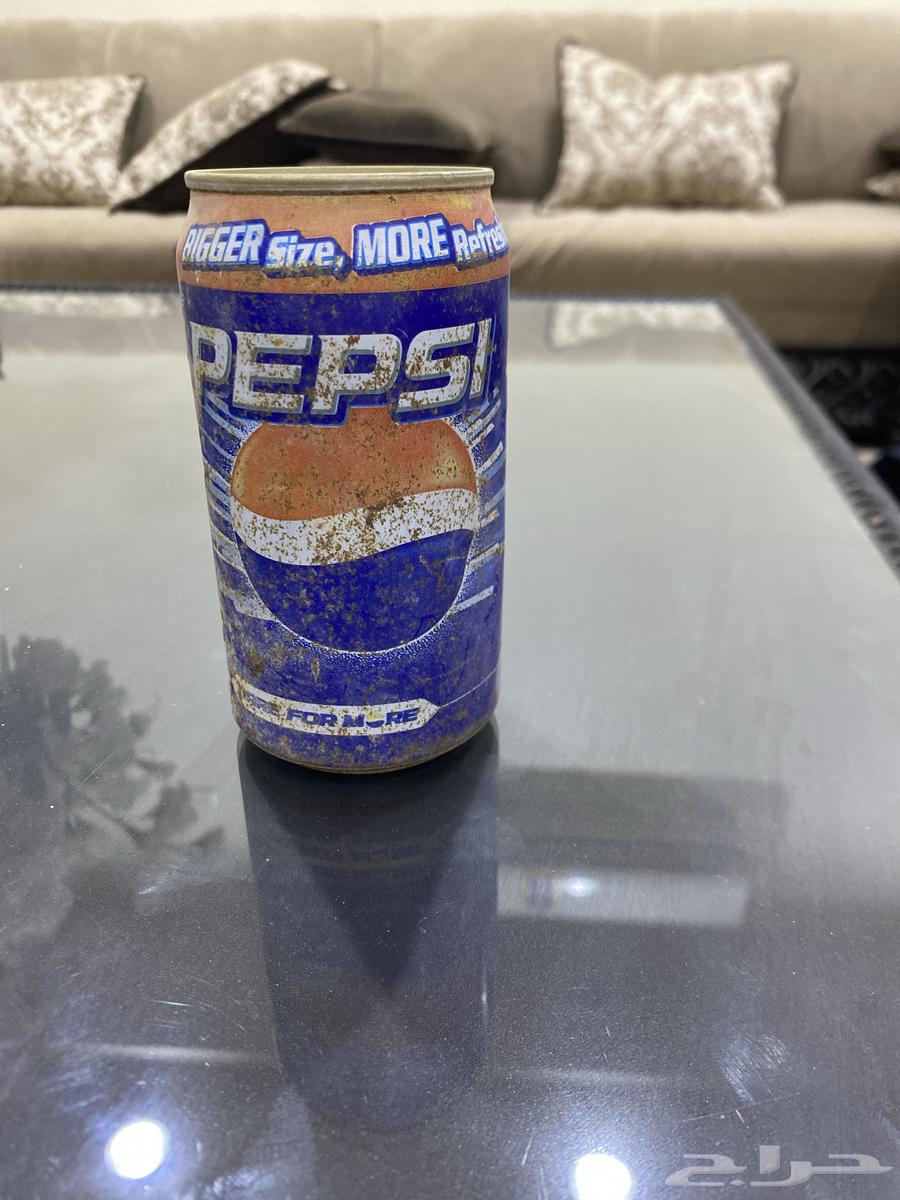 BIGGER Size, MORE Refres
PEPSI
FOR MORE
حراج